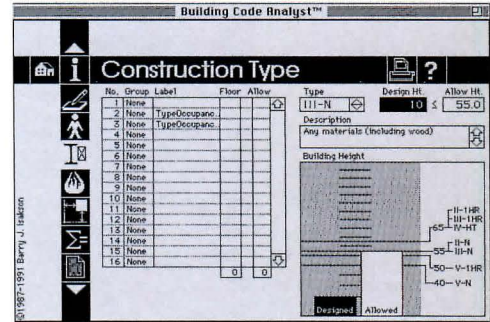 Building Code Analyst™
i Construction Type ?
No. Group Label Floor Allow
1 None
2 None TypeOccupanc..
3 None TypeOccupanc..
4 None
5 None
6 None
7 None
8 None
9 None
10 None
11 None
12 None
13 None
14 None
15 None
16 None
0 0
Type Design Ht. Allow Ht.
III-N 10 ≤ 55.0
Description
Any materials (including wood)
Building Height
II-1HR
III-1HR
65 IV-HT
II-N
55 III-N
50 V-1HR
40 V-N
Designed Allowed
Σ=
©1987-1991 Barry J. Isakson